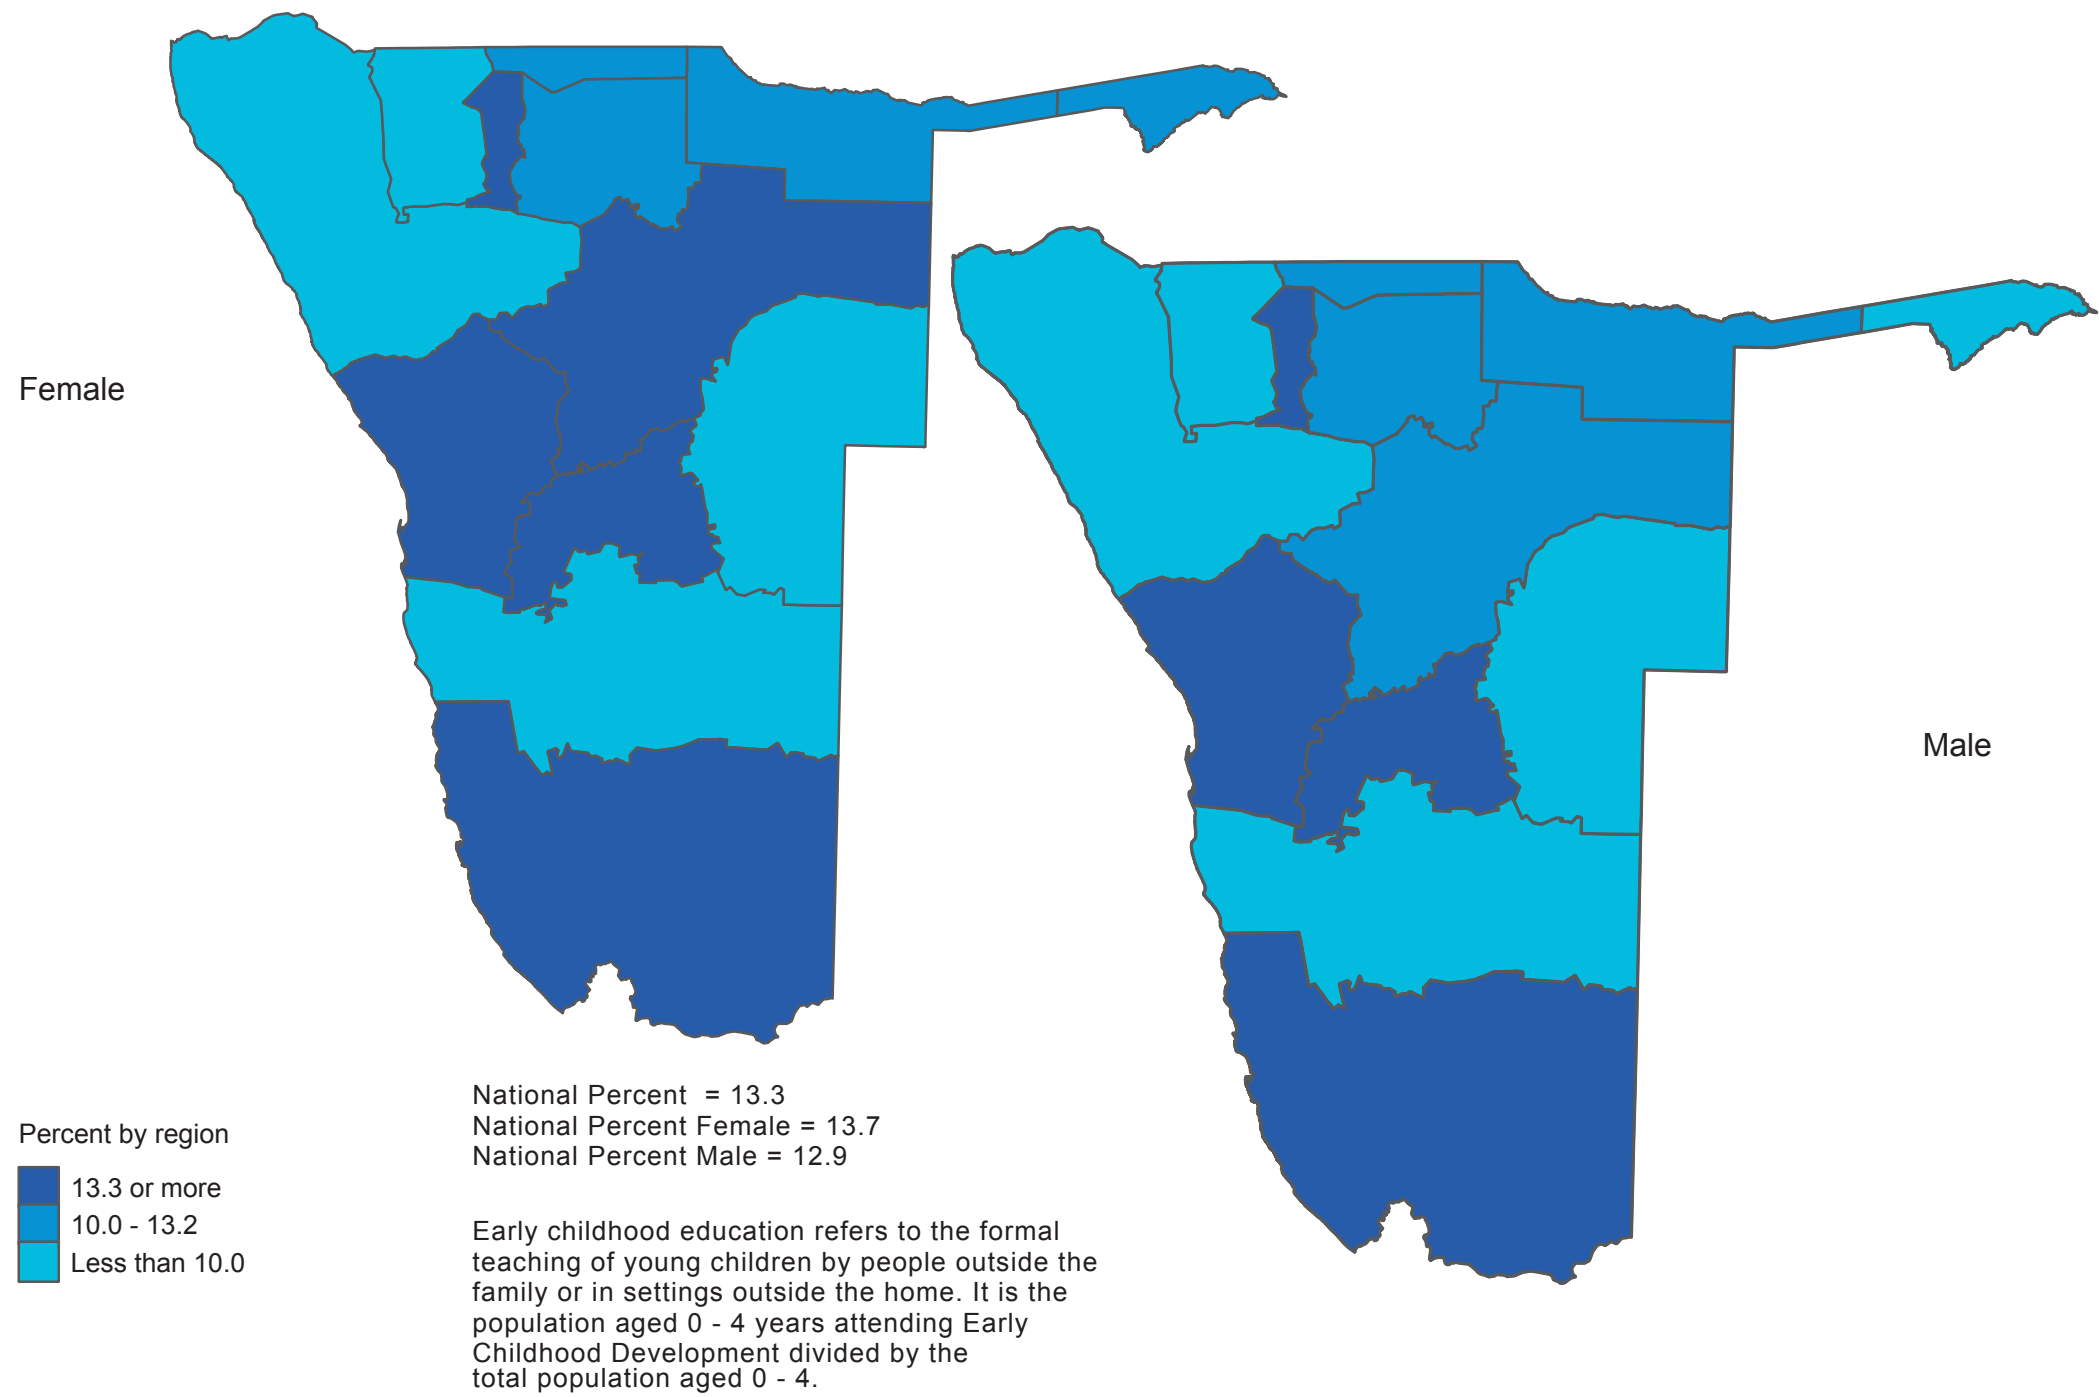 Female
Male
National Percent = 13.3
National Percent Female = 13.7
National Percent Male = 12.9
Percent by region
13.3 or more
10.0 - 13.2
Less than 10.0
Early childhood education refers to the formal
teaching of young children by people outside the
family or in settings outside the home. It is the
population aged 0 - 4 years attending Early
Childhood Development divided by the
total population aged 0 - 4.